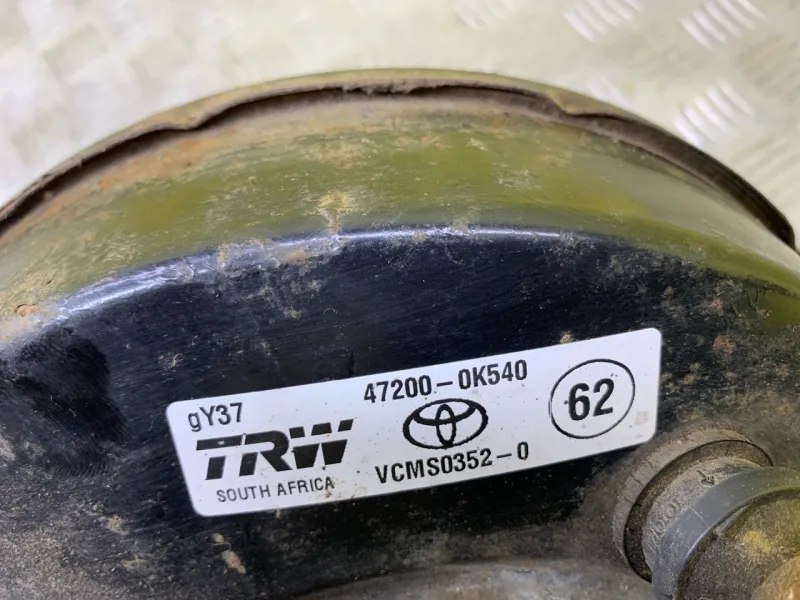 gY37
47200-0K540
62
TRW
VCMS0352-0
SOUTH AFRICA